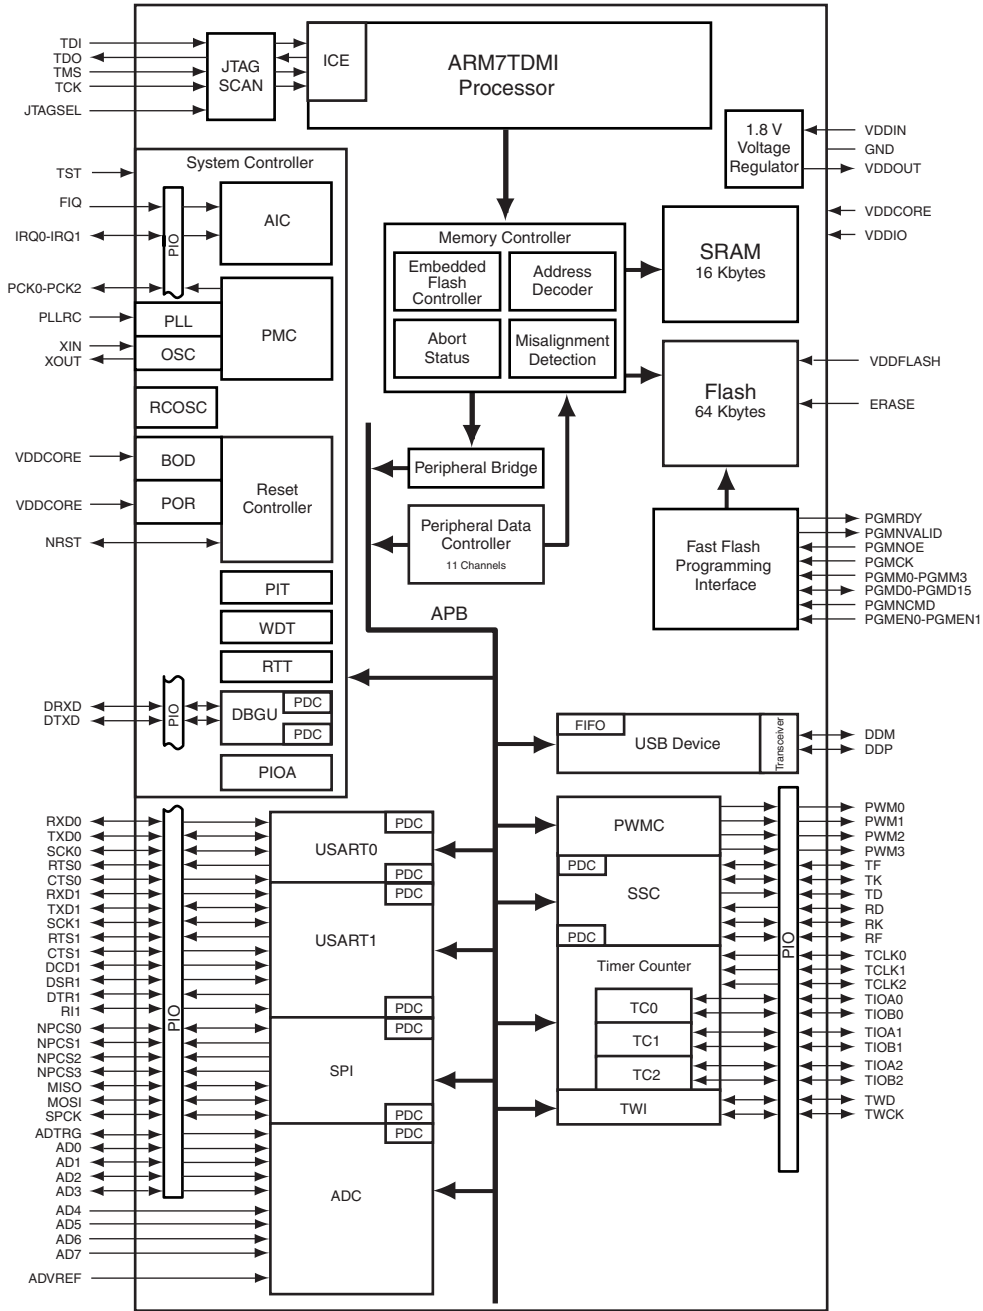 TDI
TDO
TMS
TCK
JTAGSEL
JTAG
SCAN
ICE
ARM7TDMI
Processor
1.8 V
Voltage
Regulator
VDDIN
GND
VDDOUT
VDDCORE
VDDIO
System Controller
TST
FIQ
IRQ0-IRQ1
PIO
AIC
PCK0-PCK2
PLLRC
XIN
XOUT
PLL
OSC
PMC
RCOSC
VDDCORE
VDDCORE
NRST
BOD
POR
Reset
Controller
PIT
WDT
RTT
DRXD
DTXD
PIO
DBGU
PDC
PDC
PIOA
Memory Controller
Embedded
Flash
Controller
Address
Decoder
Abort
Status
Misalignment
Detection
SRAM
16 Kbytes
Flash
64 Kbytes
VDDFLASH
ERASE
Peripheral Bridge
Peripheral Data
Controller
11 Channels
Fast Flash
Programming
Interface
PGMRDY
PGMNVALID
PGMNOE
PGMCK
PGMM0-PGMM3
PGMD0-PGMD15
PGMNCMD
PGMEN0-PGMEN1
APB
FIFO
USB Device
Transceiver
DDM
DDP
RXD0
TXD0
SCK0
RTS0
CTS0
RXD1
TXD1
SCK1
RTS1
CTS1
DCD1
DSR1
DTR1
RI1
NPCS0
NPCS1
NPCS2
NPCS3
MISO
MOSI
SPCK
ADTRG
AD0
AD1
AD2
AD3
AD4
AD5
AD6
AD7
ADVREF
PIO
PDC
USART0
PDC
PDC
USART1
PDC
PDC
SPI
PDC
PDC
ADC
PWMC
PDC
SSC
PDC
Timer Counter
TC0
TC1
TC2
TWI
PIO
PWM0
PWM1
PWM2
PWM3
TF
TK
TD
RD
RK
RF
TCLK0
TCLK1
TCLK2
TIOA0
TIOB0
TIOA1
TIOB1
TIOA2
TIOB2
TWD
TWCK